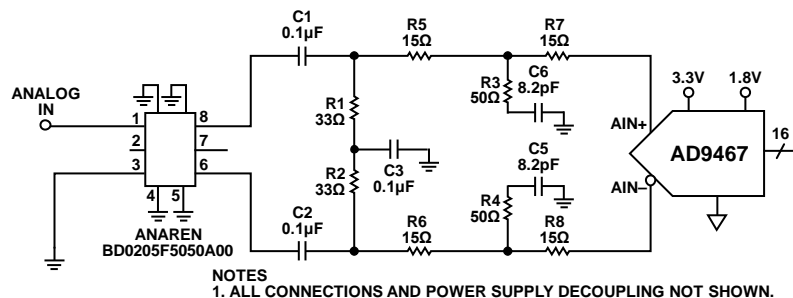 C1
0.1µF
R5
15Ω
R7
15Ω
ANALOG
IN
1
8
2
7
3
6
4
5
ANAREN
BD0205F5050A00
R1
33Ω
R2
33Ω
C3
0.1µF
C2
0.1µF
R3
50Ω
C6
8.2pF
C5
8.2pF
R4
50Ω
R6
15Ω
R8
15Ω
3.3V
1.8V
AIN+
AIN–
AD9467
16
NOTES
1. ALL CONNECTIONS AND POWER SUPPLY DECOUPLING NOT SHOWN.